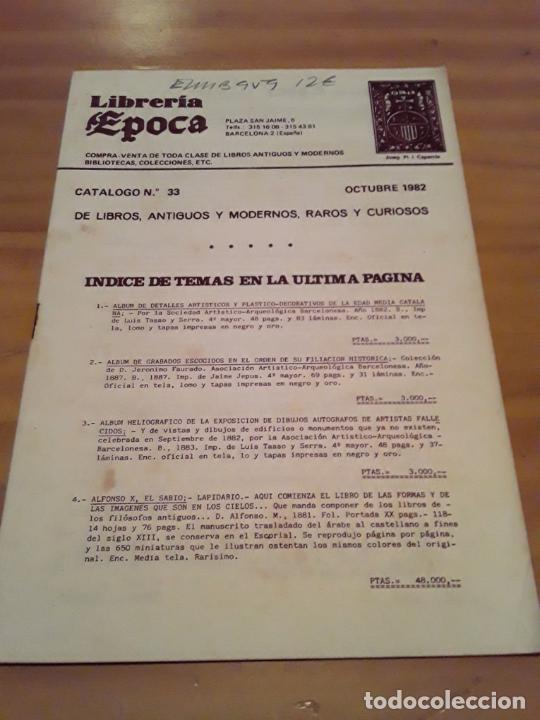 12€
Librería
Epoca
PLAZA SAN JAIME, 6
Telfs.: 315 16 08 - 315 43 61
BARCELONA-2 (España)
Josep Pi i Capevila
COMPRA-VENTA DE TODA CLASE DE LIBROS ANTIGUOS Y MODERNOS
BIBLIOTECAS, COLECCIONES, ETC.
CATALOGO N.° 33 OCTUBRE 1982
DE LIBROS, ANTIGUOS Y MODERNOS, RAROS Y CURIOSOS
• • • • •
INDICE DE TEMAS EN LA ULTIMA PAGINA
1.- ALBUM DE DETALLES ARTISTICOS Y PLASTICO-DECORATIVOS DE LA EDAD MEDIA CATALA
NA; - Por la Sociedad Artístico-Arqueológica Barcelonesa. Año 1882. B., Imp
de Luis Tasso y Serra. 4º mayor. 48 pags. y 83 láminas. Enc. Oficial en te-
la, lomo y tapas impresas en negro y oro.
PTAS.= 3.000,--
2.- ALBUM DE GRABADOS ESCOGIDOS EN EL ORDEN DE SU FILIACION HISTORICA;- Colección
de D. Jeronimo Faurado. Asociación Artístico-Arqueológica Barcelonesa. Año-
1887. B., 1887. Imp. de Jaime Jepus. 4º mayor. 69 pags. y 31 láminas. Enc.
Oficial en tela, lomo y tapas impresas em negro y oro.
PTAS.= 3.000,--
3.- ALBUM HELIOGRAFICO DE LA EXPOSICION DE DIBUJOS AUTOGRAFOS DE ARTISTAS FALLE
CIDOS; - Y de vistas y dibujos de edificios o monumentos que ya no existen,
celebrada en Septiembre de 1882, por la Asociación Artístico-Arqueológica -
Barcelonesa. B., 1883. Imp. de Luis Tasso y Serra. 4º mayor. 46 pags. y 37-
láminas. Enc. oficial en tela, lo y tapas impresas en negro y oro.
PTAS.= 3.000,--
4.- ALFONSO X, EL SABIO;- LAPIDARIO.- AQUI COMIENZA EL LIBRO DE LAS FORMAS Y DE
LAS IMAGENES QUE SON EN LOS CIELOS... Que manda componer de los libros de -
los filósofos antiguos... D. Alfonso. M., 1881. Fol. Portada XX pags.- 118-
14 hojas y 76 pags. El manuscrito trasladado del árabe al castellano a fines
del siglo XIII, se conserva en el Escorial. Se reprodujo página por página,
y las 650 miniaturas que le ilustran ostentan los mismos colores del origi-
nal. Enc. Media tela. Rarísimo.
PTAS.= 48.000,--
todocoleccion